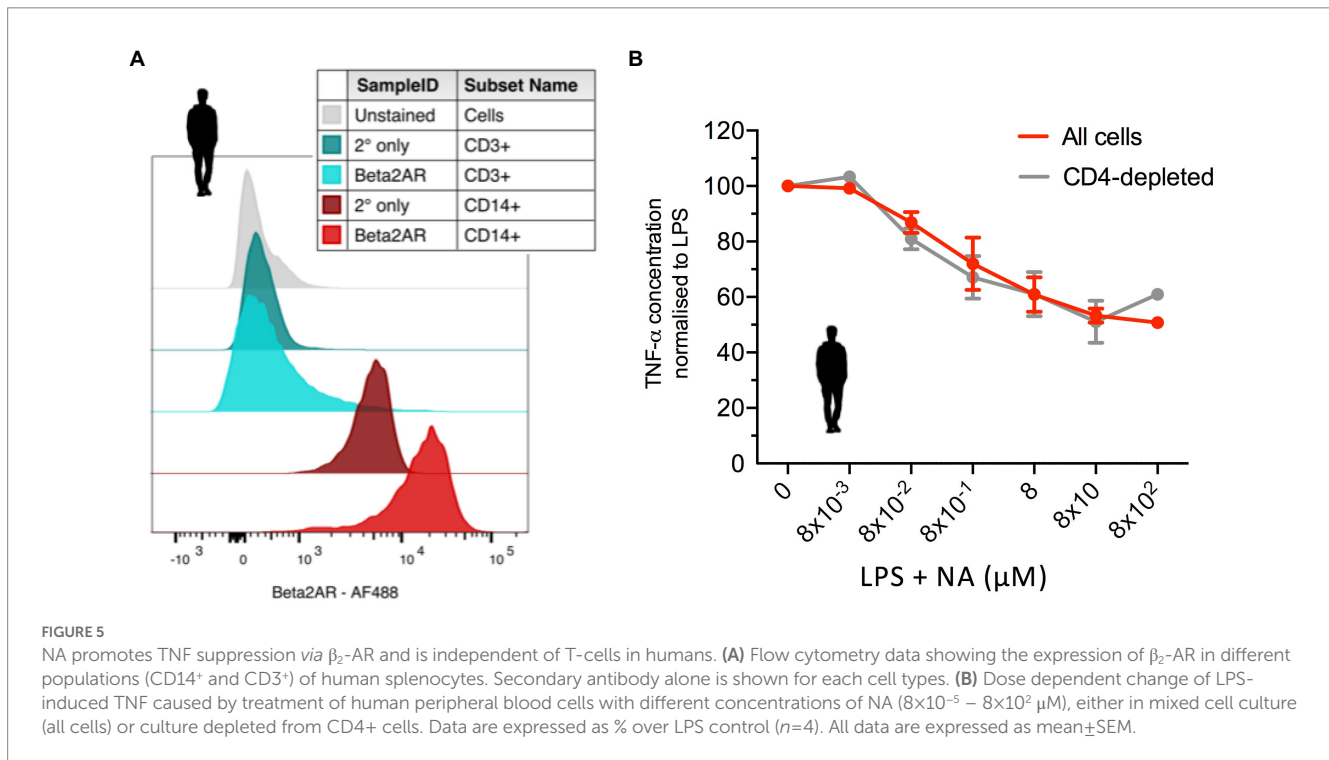 A
SampleID Subset Name
Unstained Cells
2° only CD3+
Beta2AR CD3+
2° only CD14+
Beta2AR CD14+
-10 3 0 10 3 10 4 10 5
Beta2AR - AF488
B
TNF-α concentration
normalised to LPS
120
100
80
60
40
20
0
All cells
CD4-depleted
0 8x10⁻³ 8x10⁻² 8x10⁻¹ 8 8x10 8x10²
LPS + NA (µM)
FIGURE 5
NA promotes TNF suppression via β₂-AR and is independent of T-cells in humans. (A) Flow cytometry data showing the expression of β₂-AR in different
populations (CD14⁺ and CD3⁺) of human splenocytes. Secondary antibody alone is shown for each cell types. (B) Dose dependent change of LPS-
induced TNF caused by treatment of human peripheral blood cells with different concentrations of NA (8×10⁻⁵ – 8×10² µM), either in mixed cell culture
(all cells) or culture depleted from CD4+ cells. Data are expressed as % over LPS control (n=4). All data are expressed as mean±SEM.